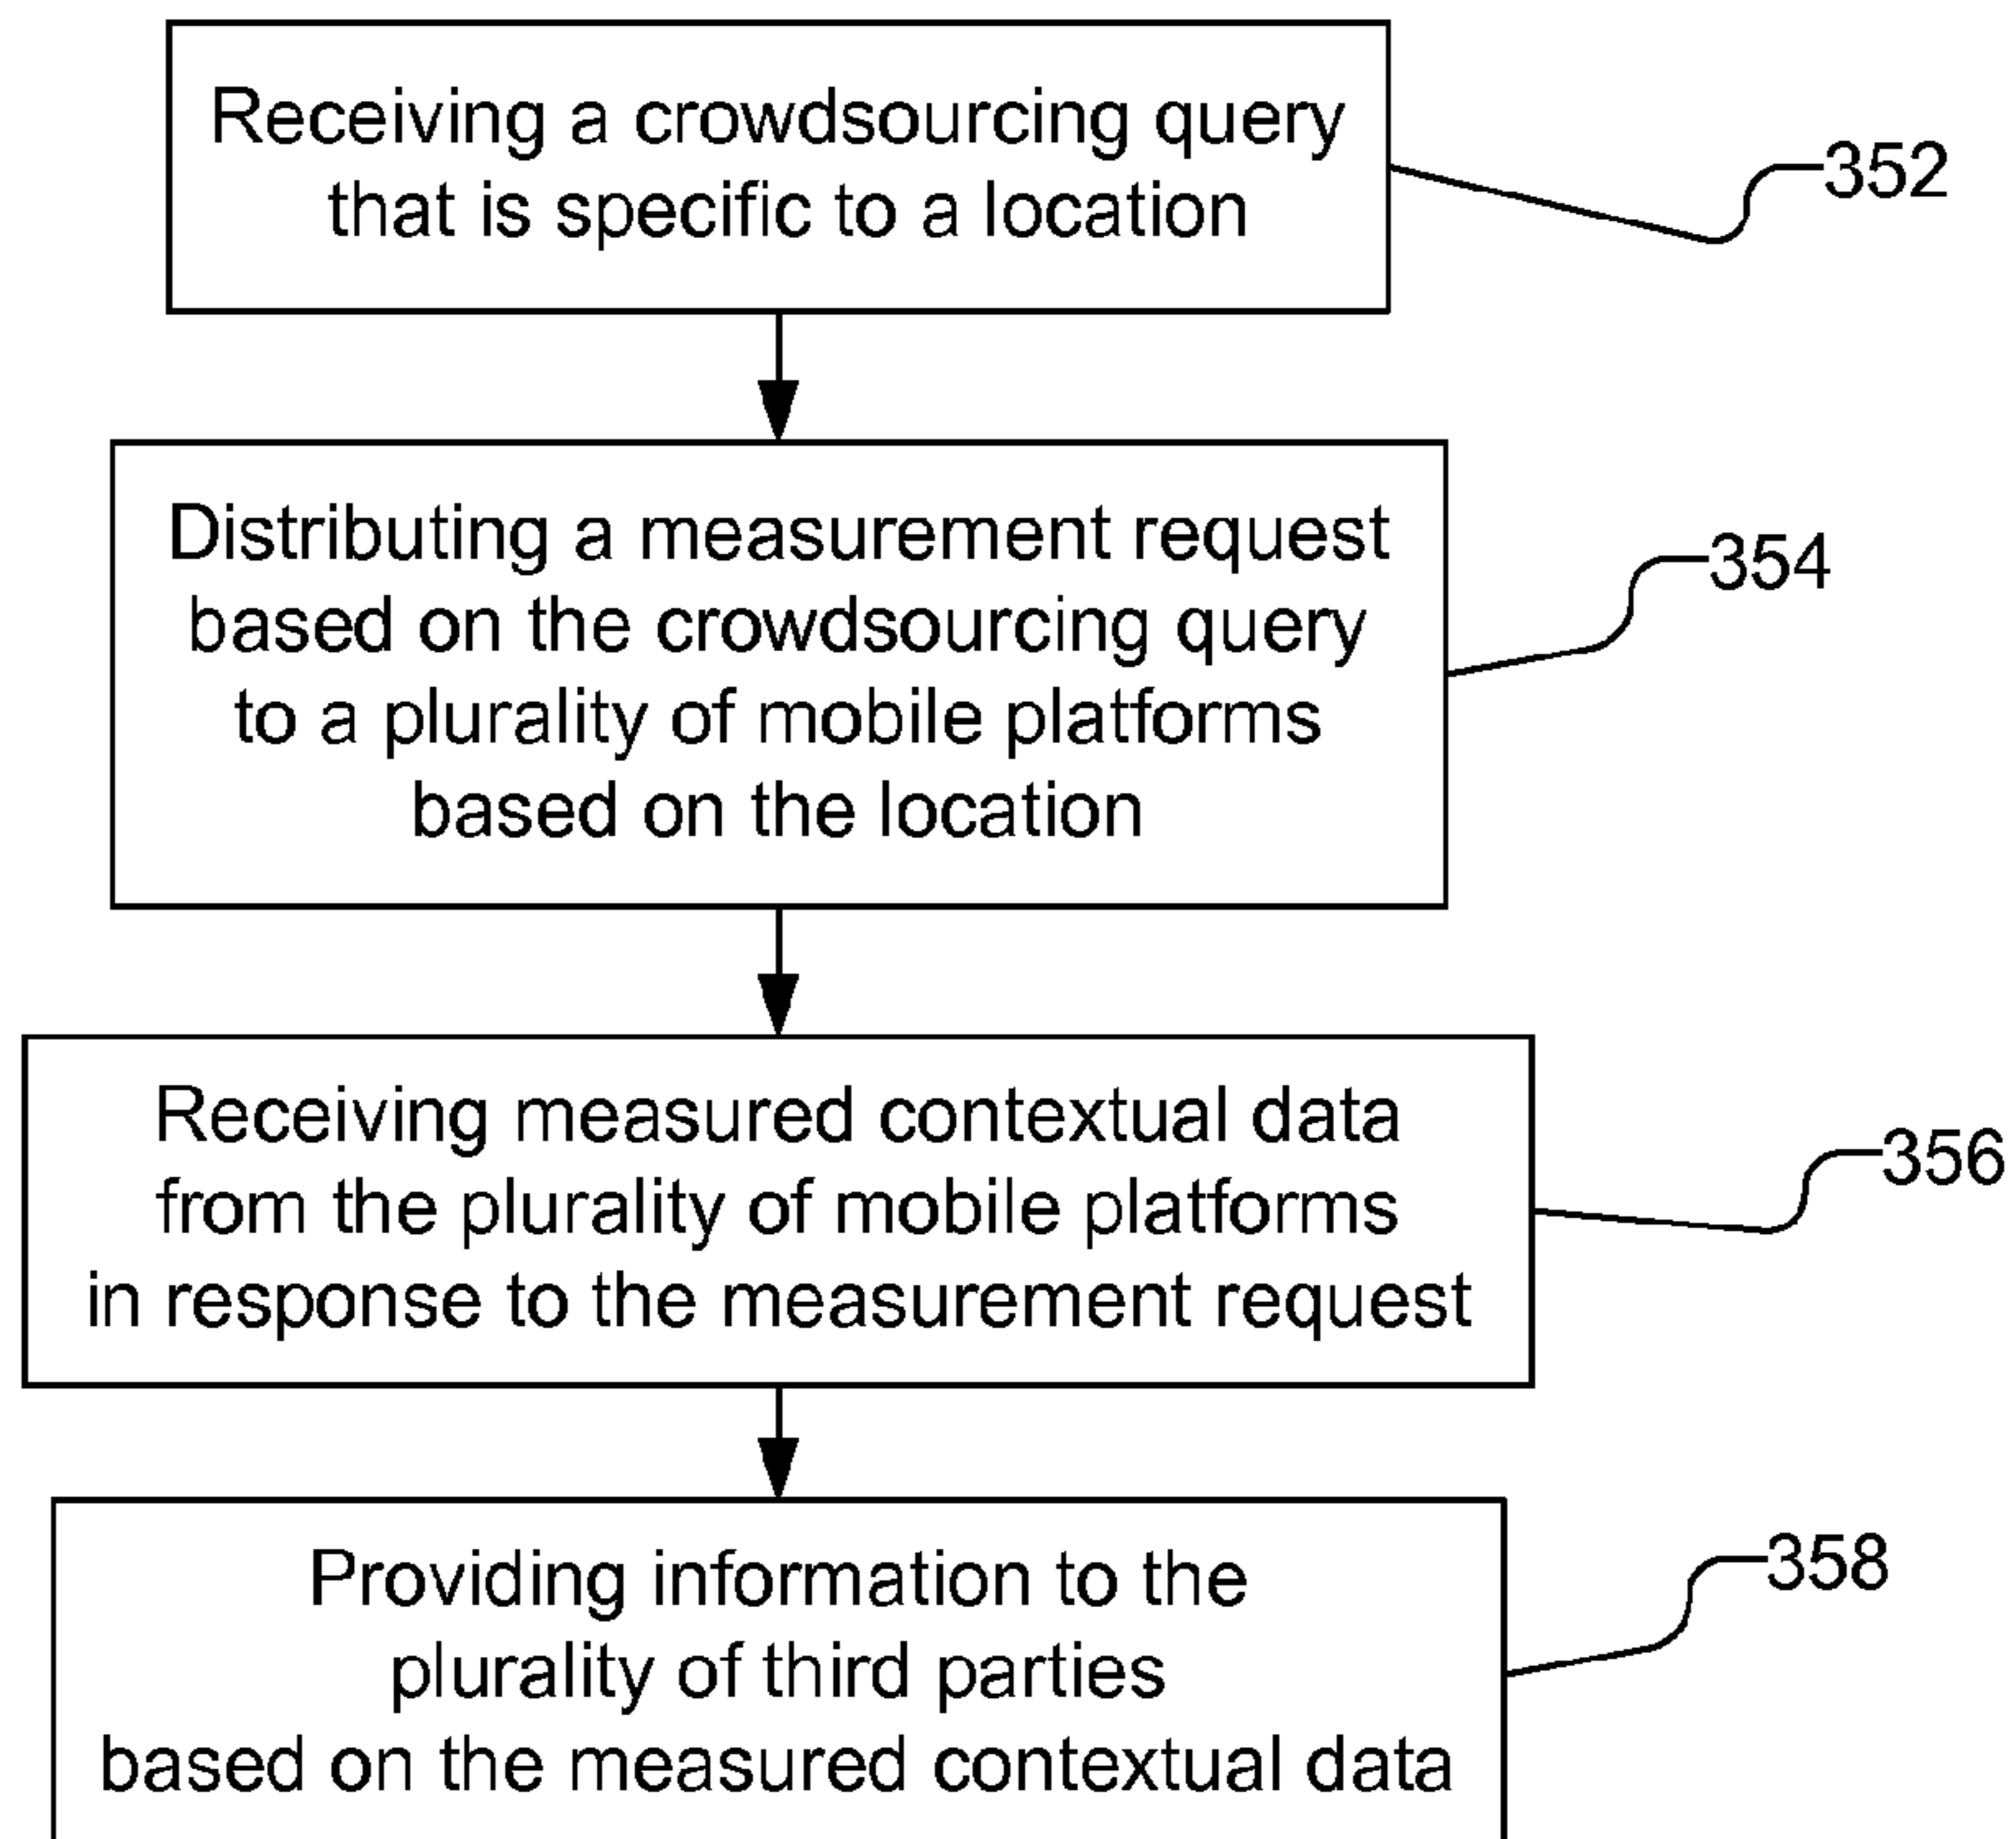 Receiving a crowdsourcing query
that is specific to a location
352
Distributing a measurement request
based on the crowdsourcing query
to a plurality of mobile platforms
based on the location
354
Receiving measured contextual data
from the plurality of mobile platforms
in response to the measurement request
356
Providing information to the
plurality of third parties
based on the measured contextual data
358